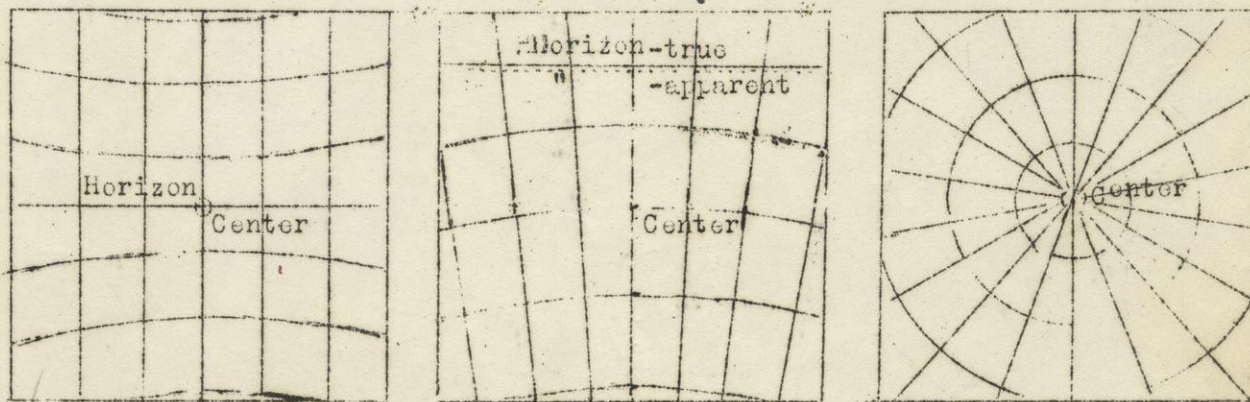 Horizon
Center
Horizon-true
" -apparent
Center
Center